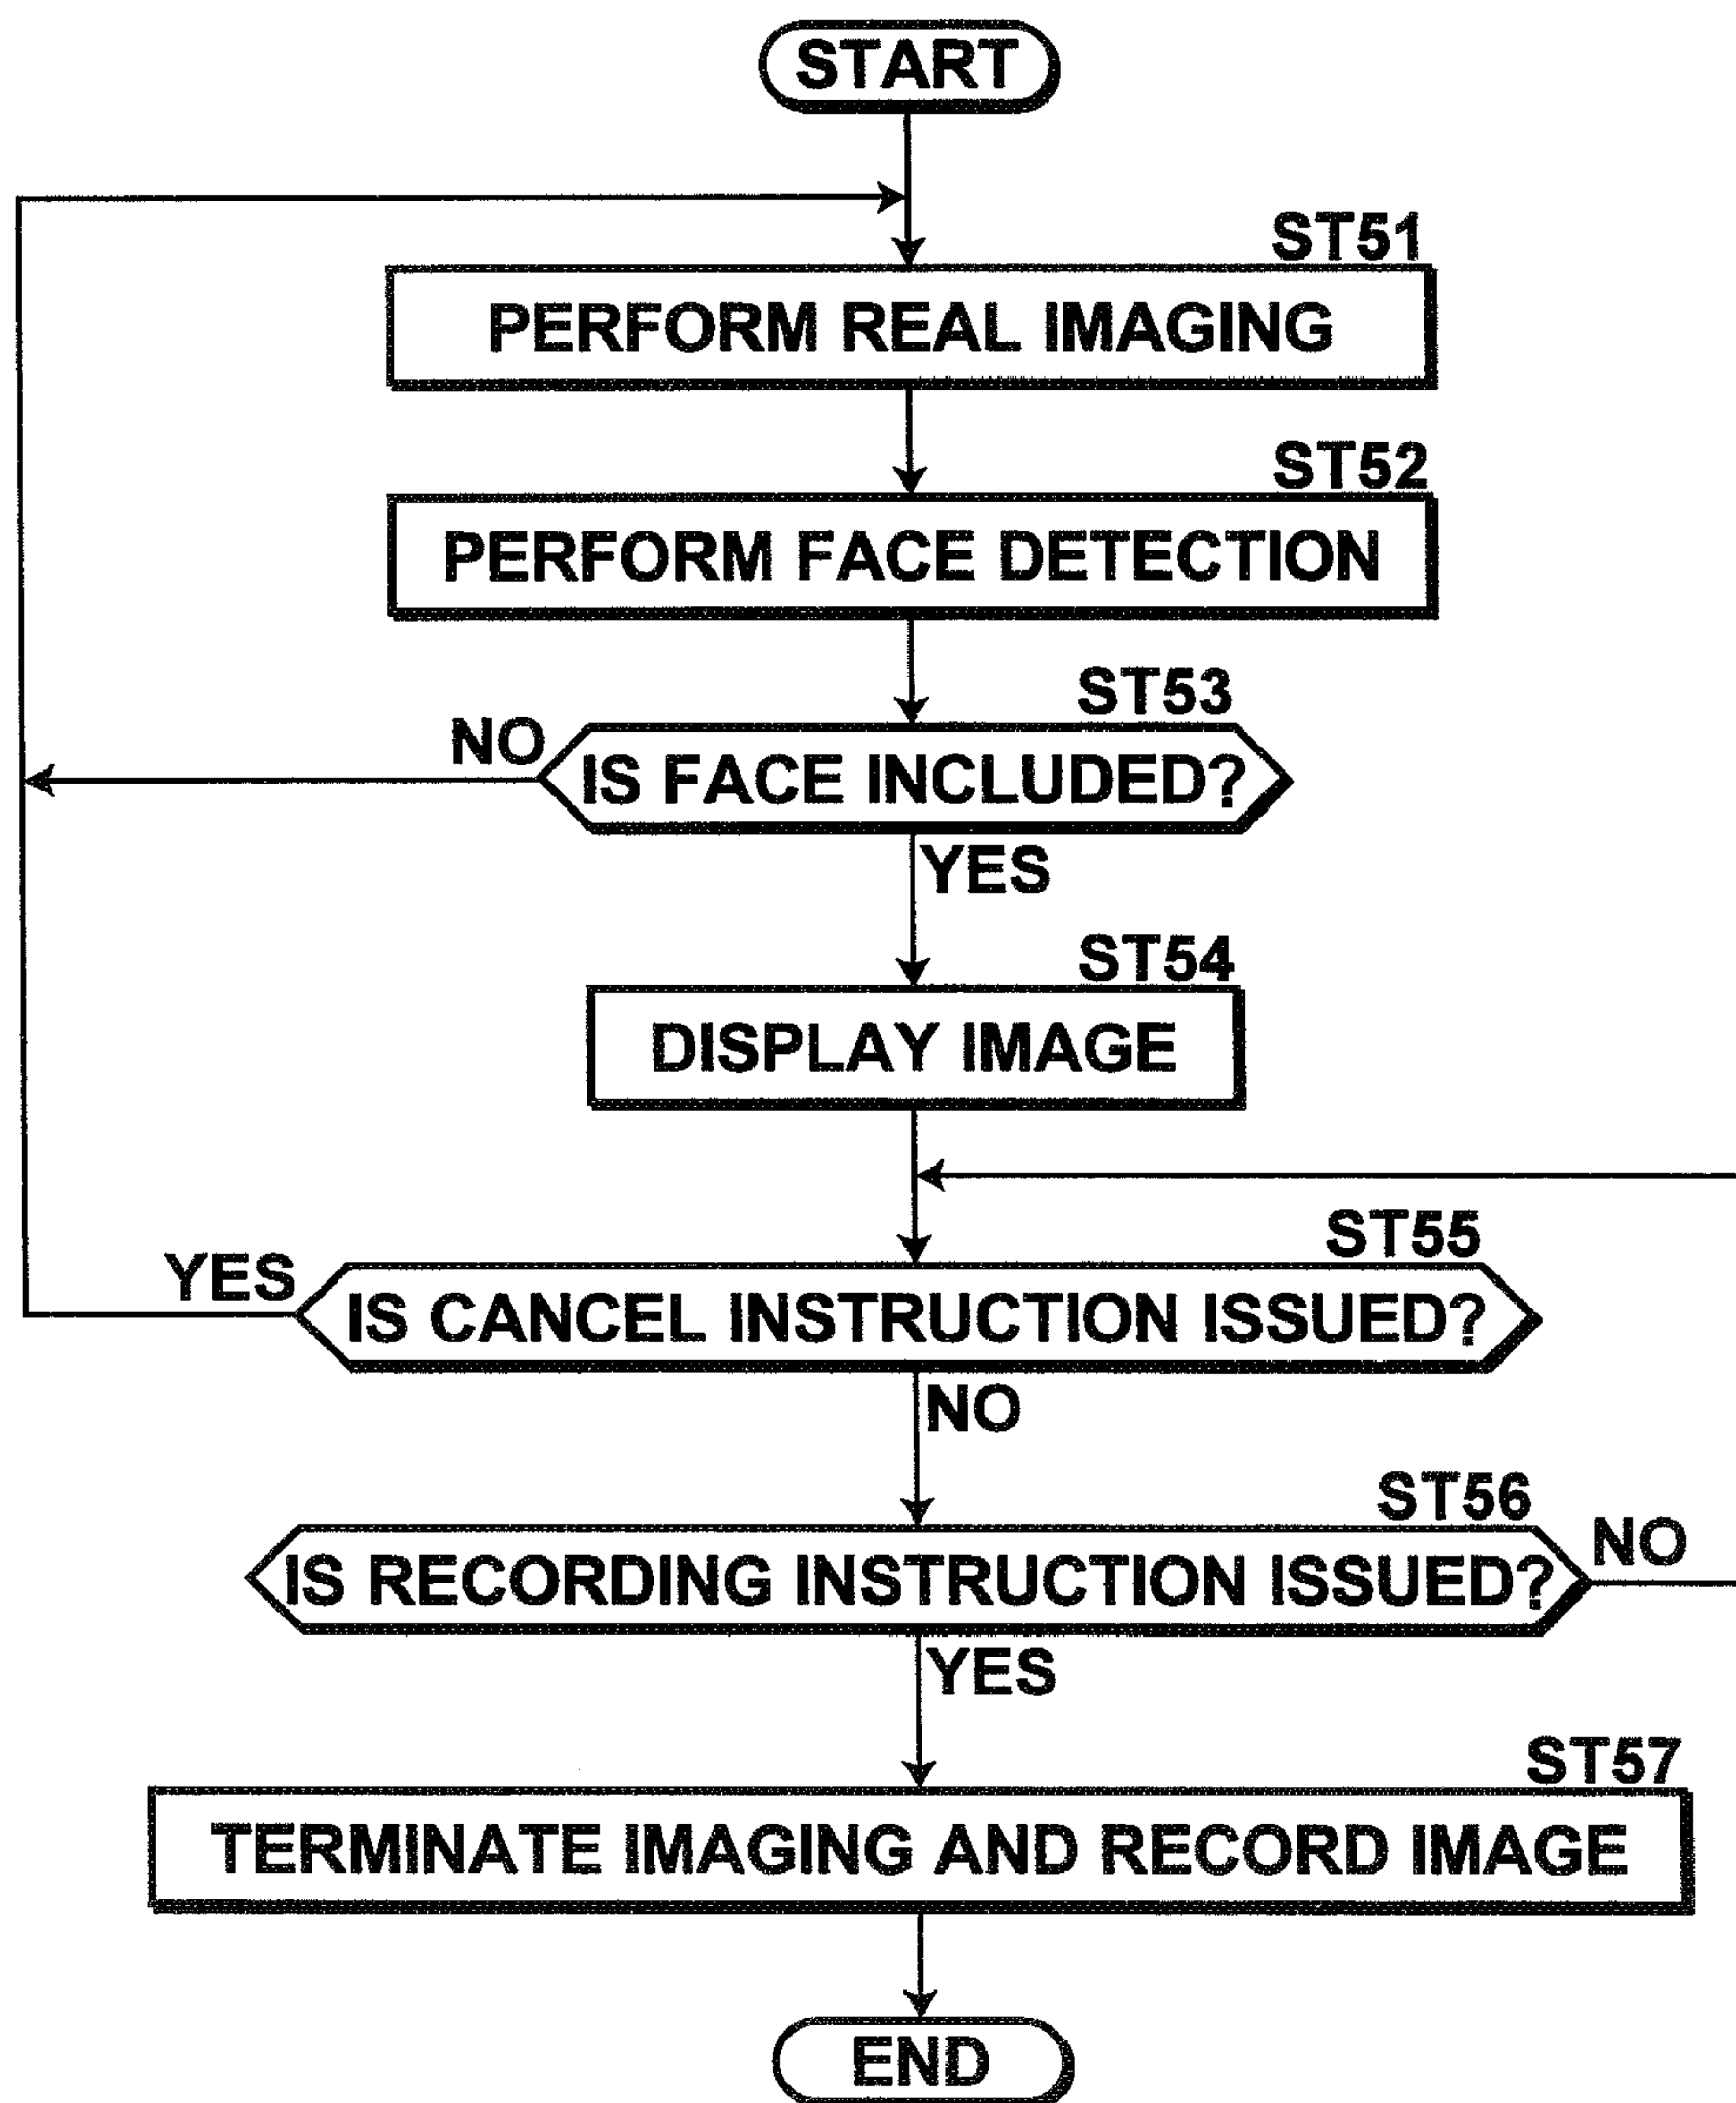 START
ST51
PERFORM REAL IMAGING
ST52
PERFORM FACE DETECTION
ST53
NO
IS FACE INCLUDED?
YES
ST54
DISPLAY IMAGE
ST55
YES
IS CANCEL INSTRUCTION ISSUED?
NO
ST56
IS RECORDING INSTRUCTION ISSUED?
NO
YES
ST57
TERMINATE IMAGING AND RECORD IMAGE
END